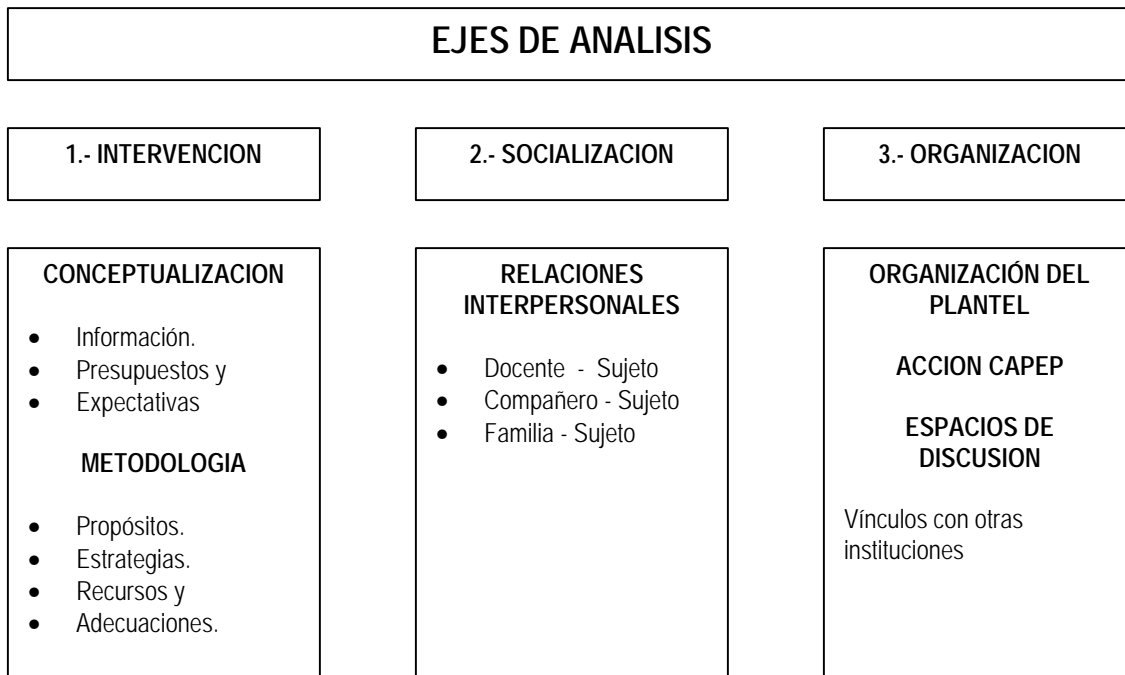 EJES DE ANALISIS
1.- INTERVENCION
2.- SOCIALIZACION
3.- ORGANIZACION
CONCEPTUALIZACION
• Información.
• Presupuestos y
• Expectativas
METODOLOGIA
• Propósitos.
• Estrategias.
• Recursos y
• Adecuaciones.
RELACIONES
INTERPERSONALES
• Docente - Sujeto
• Compañero - Sujeto
• Familia - Sujeto
ORGANIZACIÓN DEL
PLANTEL
ACCION CAPEP
ESPACIOS DE
DISCUSION
Vínculos con otras
instituciones